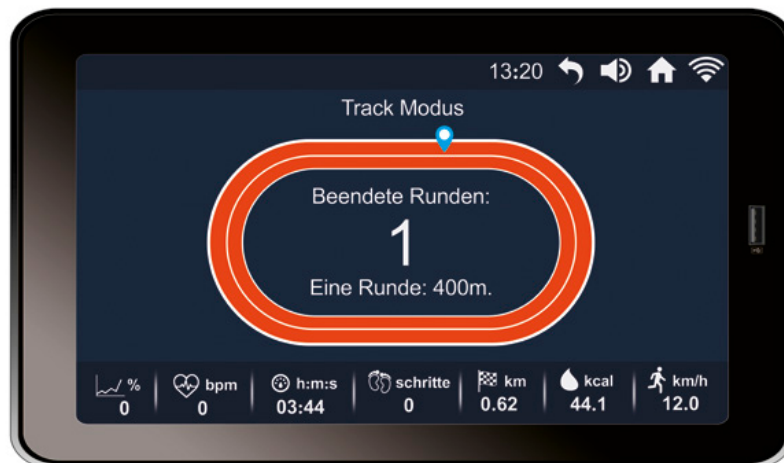 13:20
Track Modus
Beendete Runden:
1
Eine Runde: 400m.
% bpm h:m:s schritte km kcal km/h
0 0 03:44 0 0.62 44.1 12.0